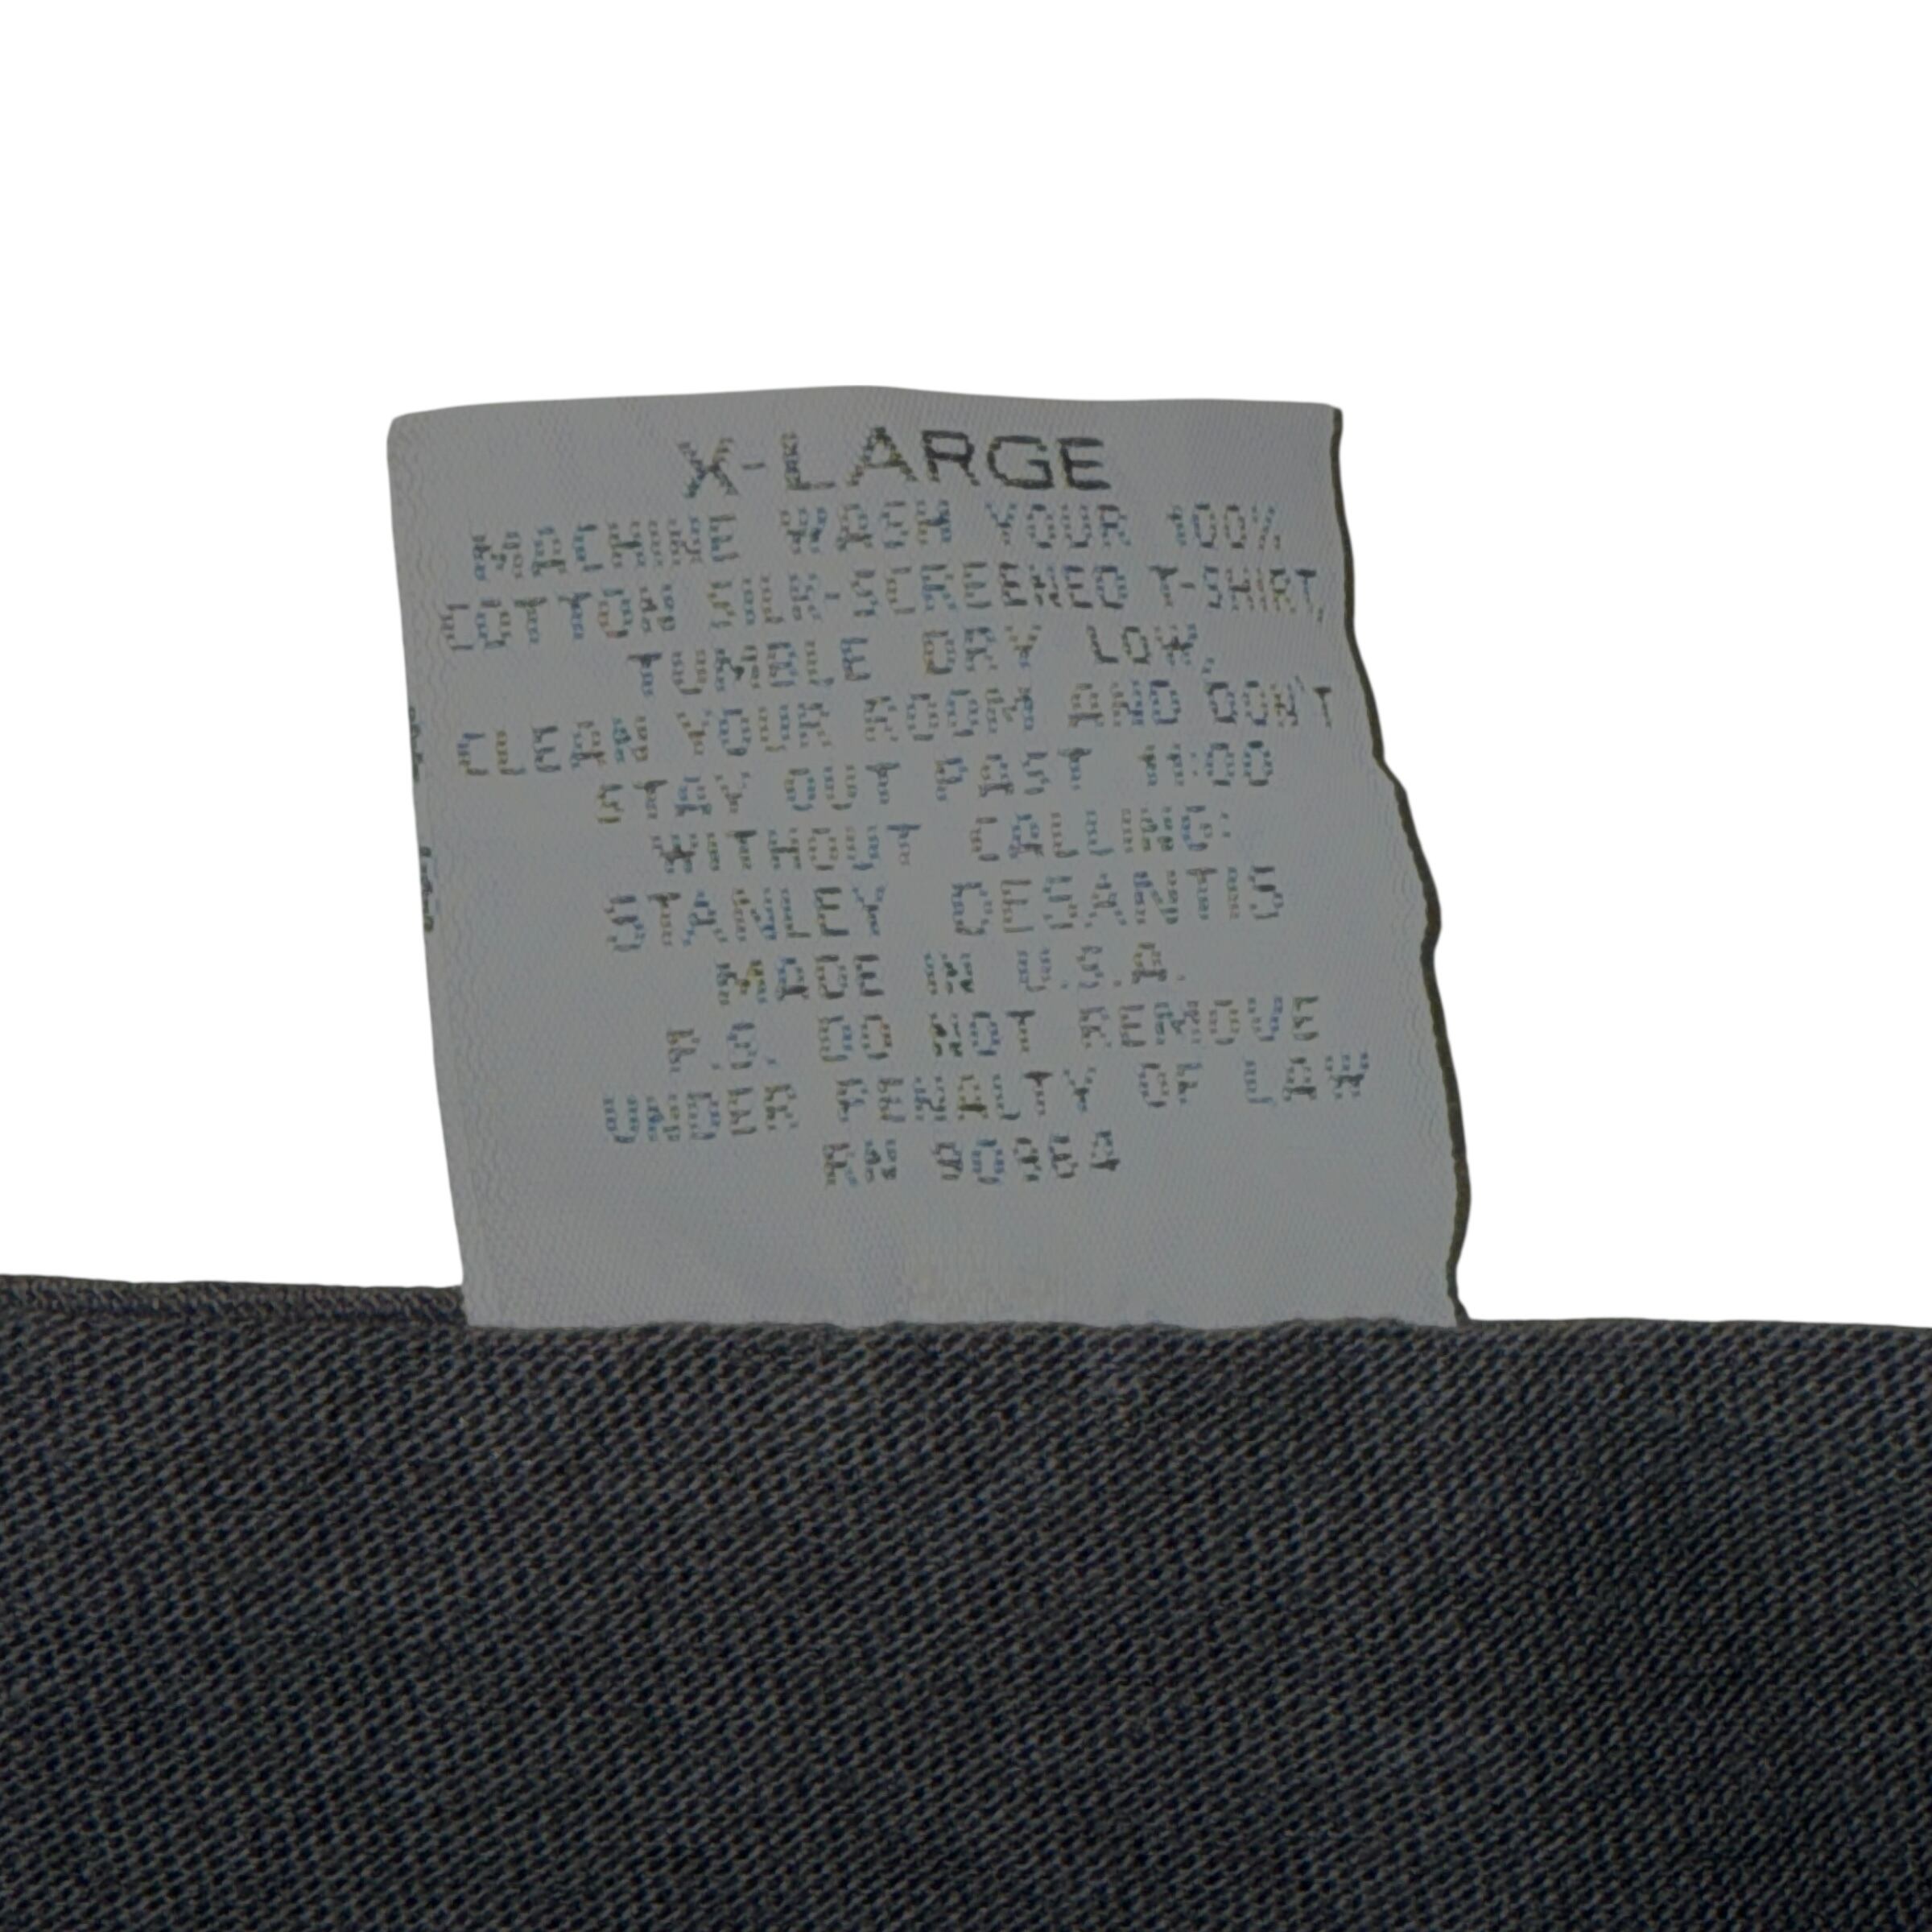 X-LARGE
MACHINE WASH YOUR 100%
COTTON SILK-SCREENED T-SHIRT,
TUMBLE DRY LOW,
CLEAN YOUR ROOM AND DON'T
STAY OUT PAST 11:00
WITHOUT CALLING.
STANLEY DESANTIS
MADE IN U.S.A.
P.S. DO NOT REMOVE
UNDER PENALTY OF LAW
RN